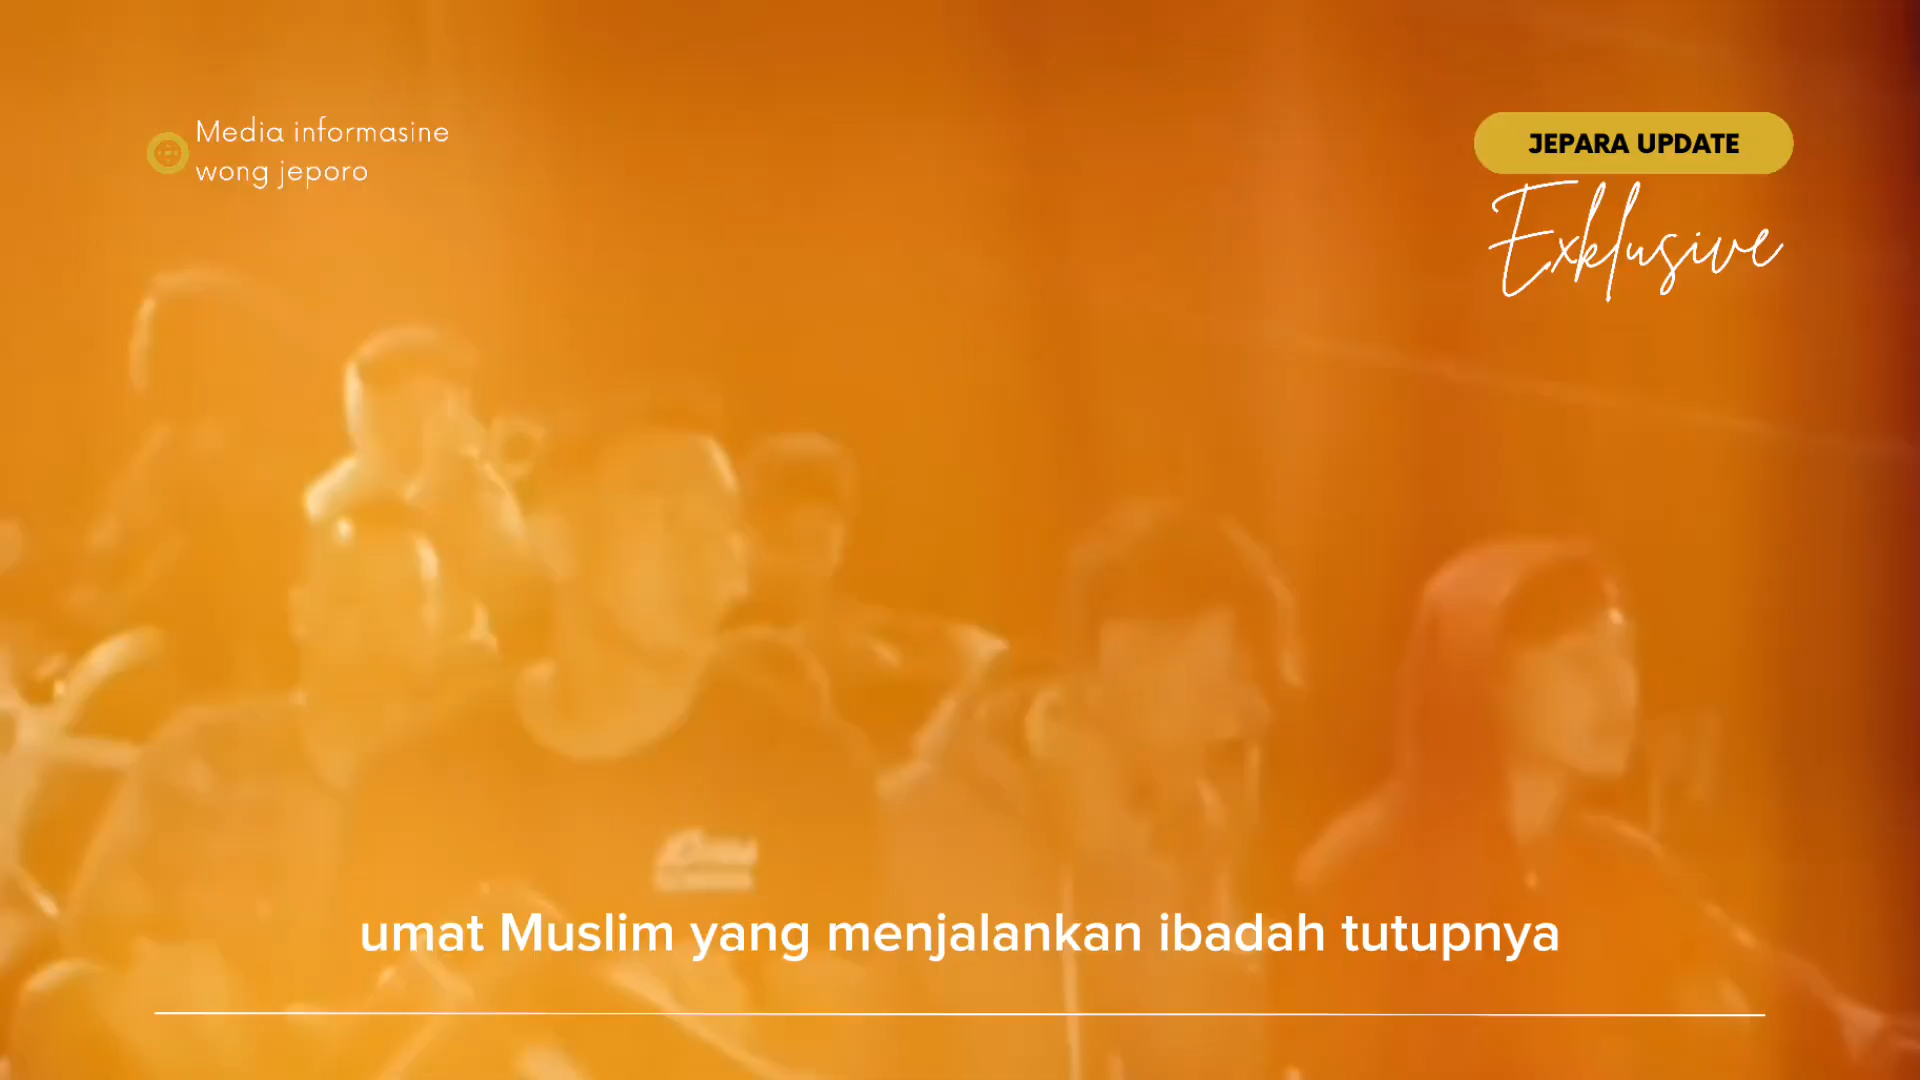 Media informasine
wong jeporo
JEPARA UPDATE
Exklusive
umat Muslim yang menjalankan ibadah tutupnya